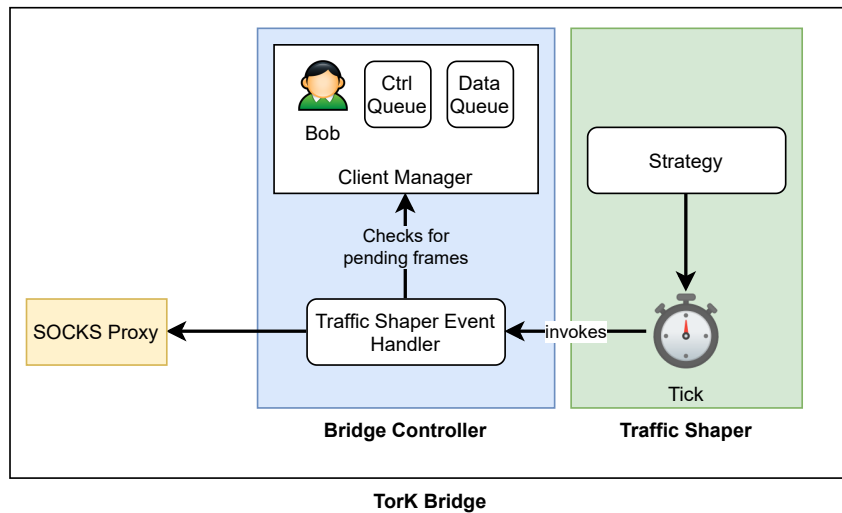 Bob
Ctrl
Queue
Data
Queue
Client Manager
Strategy
Checks for
pending frames
SOCKS Proxy
Traffic Shaper Event
Handler
invokes
Tick
Bridge Controller
Traffic Shaper
TorK Bridge